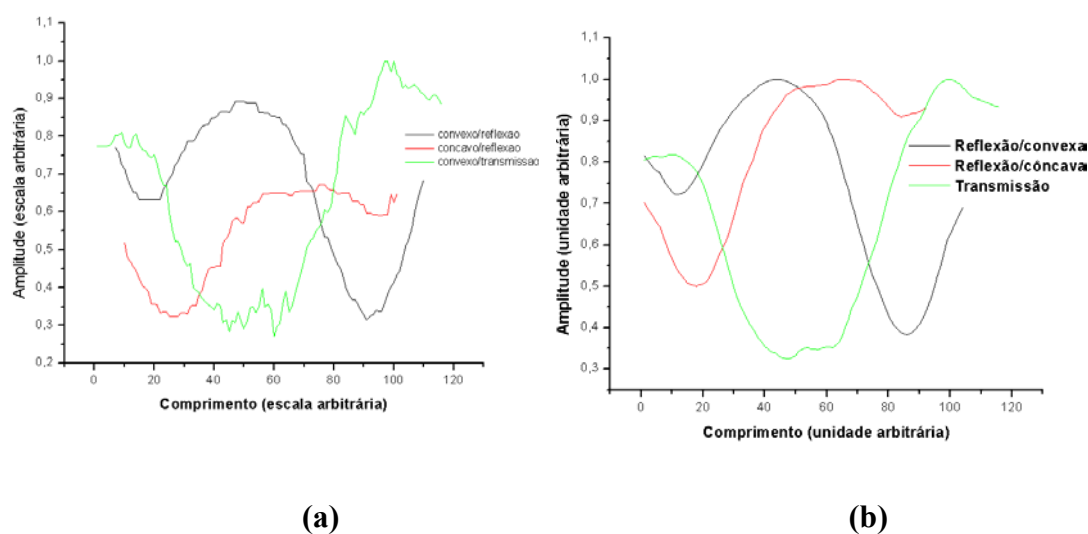 1,1
1,0
0,9
0,8
0,7
0,6
0,5
0,4
0,3
0,2
Amplitude (escala arbitrária)
0 20 40 60 80 100 120
Comprimento (escala arbitrária)
convexo/reflexao
concavo/reflexao
convexo/transmissao
(a)
1,1
1,0
0,9
0,8
0,7
0,6
0,5
0,4
0,3
Amplitude (unidade arbitrária)
0 20 40 60 80 100 120
Comprimento (unidade arbitrária)
Reflexão/convexa
Reflexão/côncava
Transmissão
(b)